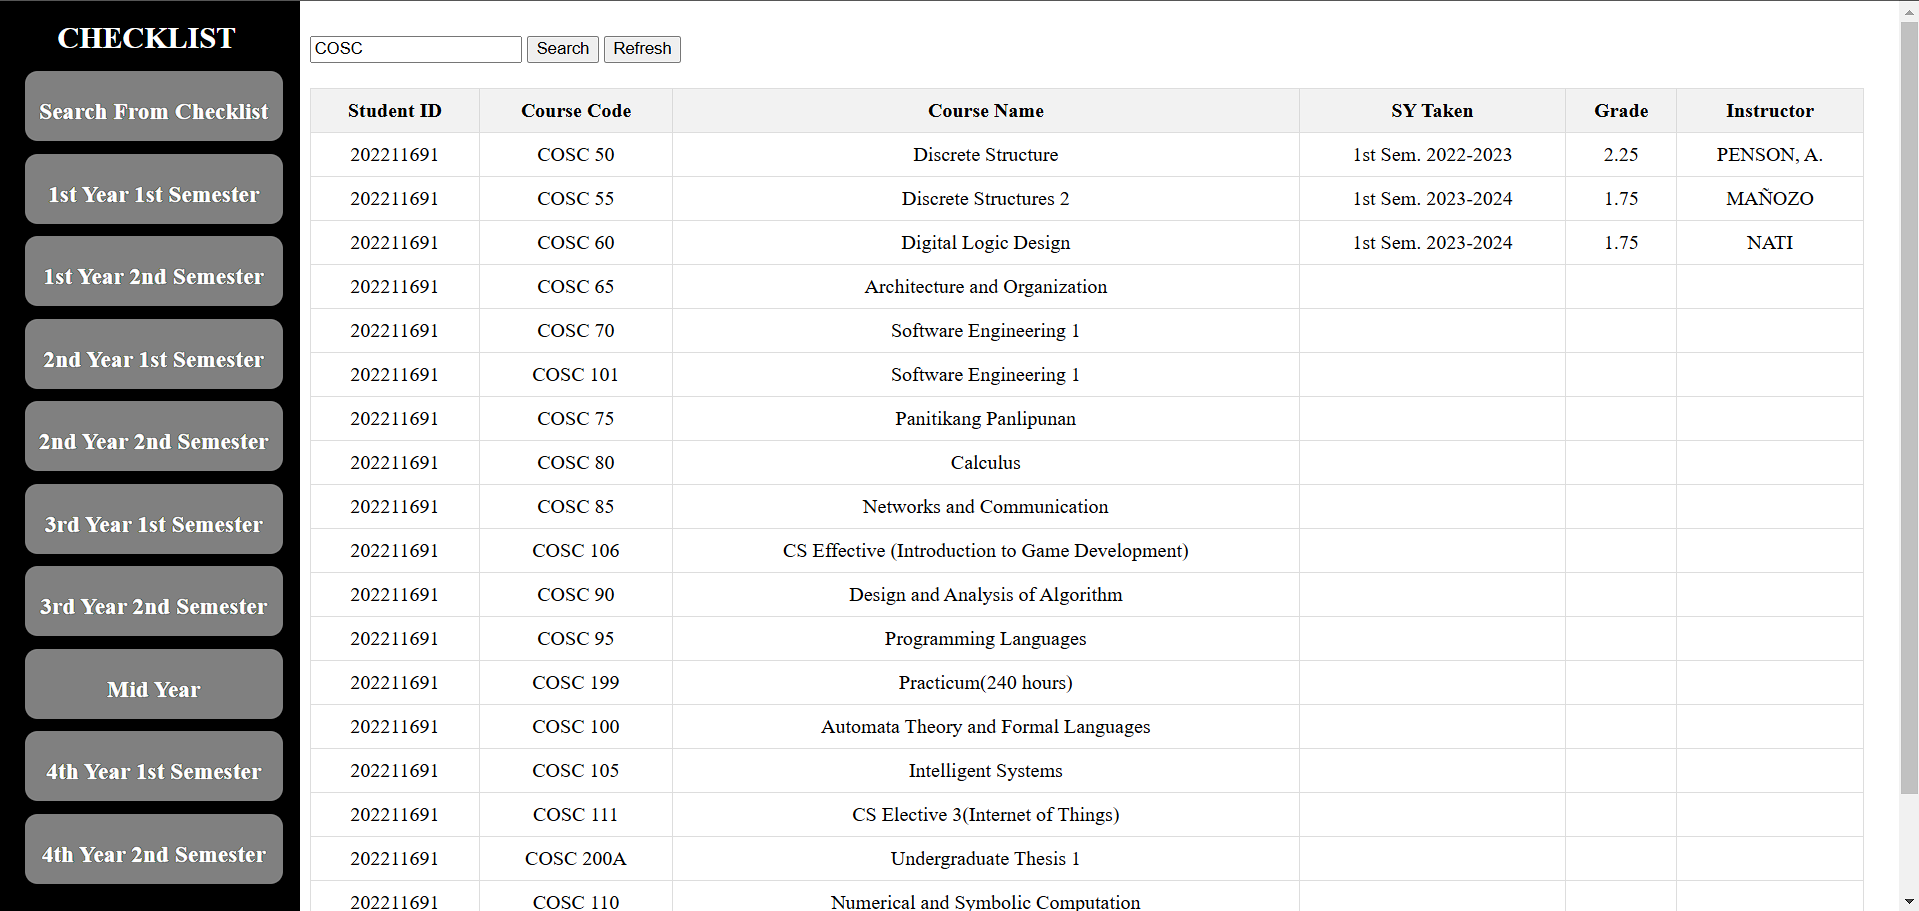 CHECKLIST
Search From Checklist
1st Year 1st Semester
1st Year 2nd Semester
2nd Year 1st Semester
2nd Year 2nd Semester
3rd Year 1st Semester
3rd Year 2nd Semester
Mid Year
4th Year 1st Semester
4th Year 2nd Semester
COSC Search Refresh
Student ID Course Code Course Name SY Taken Grade Instructor
202211691 COSC 50 Discrete Structure 1st Sem. 2022-2023 2.25 PENSON, A.
202211691 COSC 55 Discrete Structures 2 1st Sem. 2023-2024 1.75 MAÑOZO
202211691 COSC 60 Digital Logic Design 1st Sem. 2023-2024 1.75 NATI
202211691 COSC 65 Architecture and Organization
202211691 COSC 70 Software Engineering 1
202211691 COSC 101 Software Engineering 1
202211691 COSC 75 Panitikang Panlipunan
202211691 COSC 80 Calculus
202211691 COSC 85 Networks and Communication
202211691 COSC 106 CS Effective (Introduction to Game Development)
202211691 COSC 90 Design and Analysis of Algorithm
202211691 COSC 95 Programming Languages
202211691 COSC 199 Practicum(240 hours)
202211691 COSC 100 Automata Theory and Formal Languages
202211691 COSC 105 Intelligent Systems
202211691 COSC 111 CS Elective 3(Internet of Things)
202211691 COSC 200A Undergraduate Thesis 1
202211691 COSC 110 Numerical and Symbolic Computation